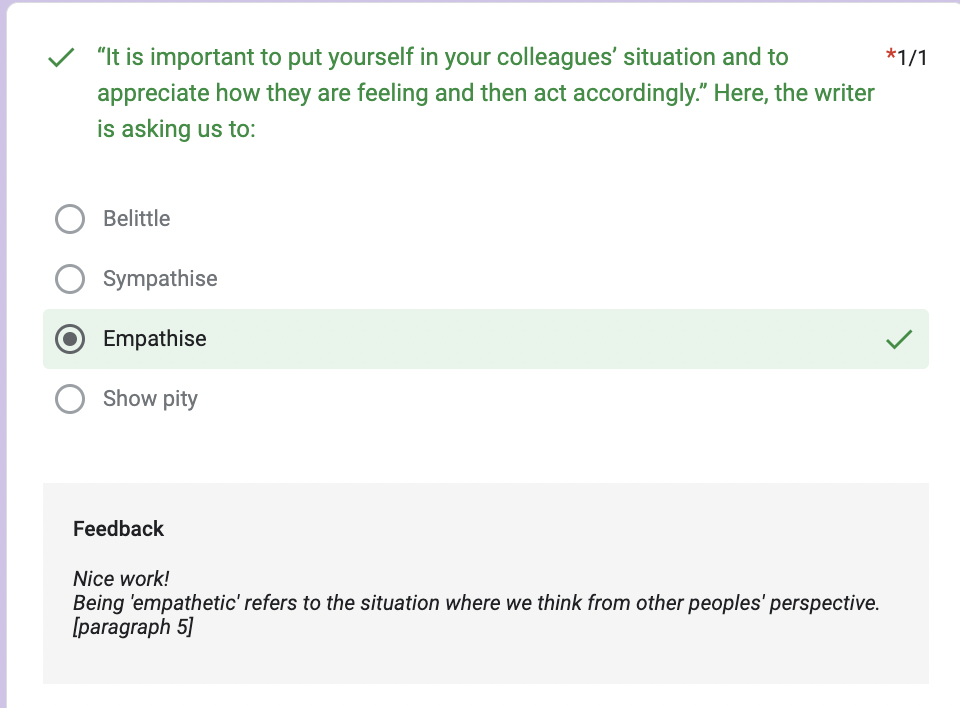 “It is important to put yourself in your colleagues’ situation and to
*1/1
appreciate how they are feeling and then act accordingly.” Here, the writer
is asking us to:
Belittle
Sympathise
Empathise
Show pity
Feedback
Nice work!
Being 'empathetic' refers to the situation where we think from other peoples' perspective.
[paragraph 5]